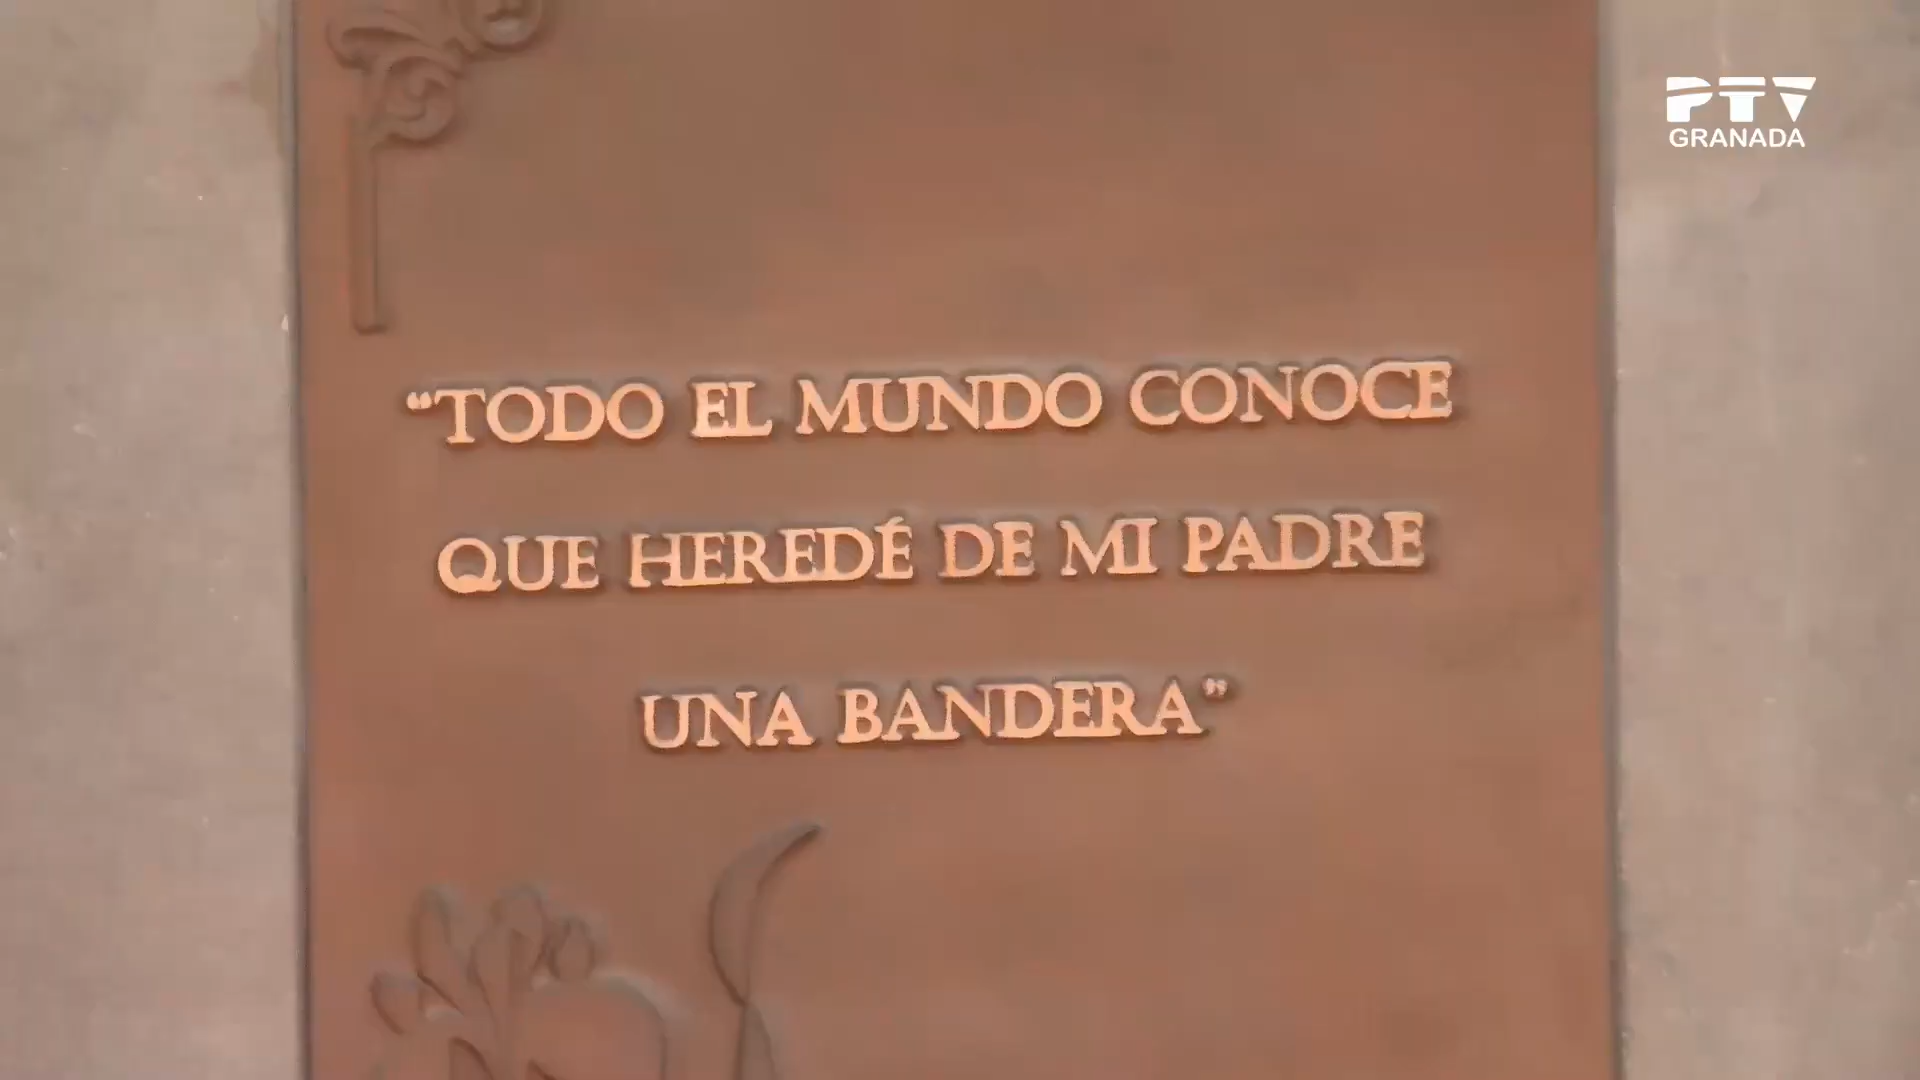 PTV
GRANADA
“TODO EL MUNDO CONOCE
QUE HEREDÉ DE MI PADRE
UNA BANDERA”